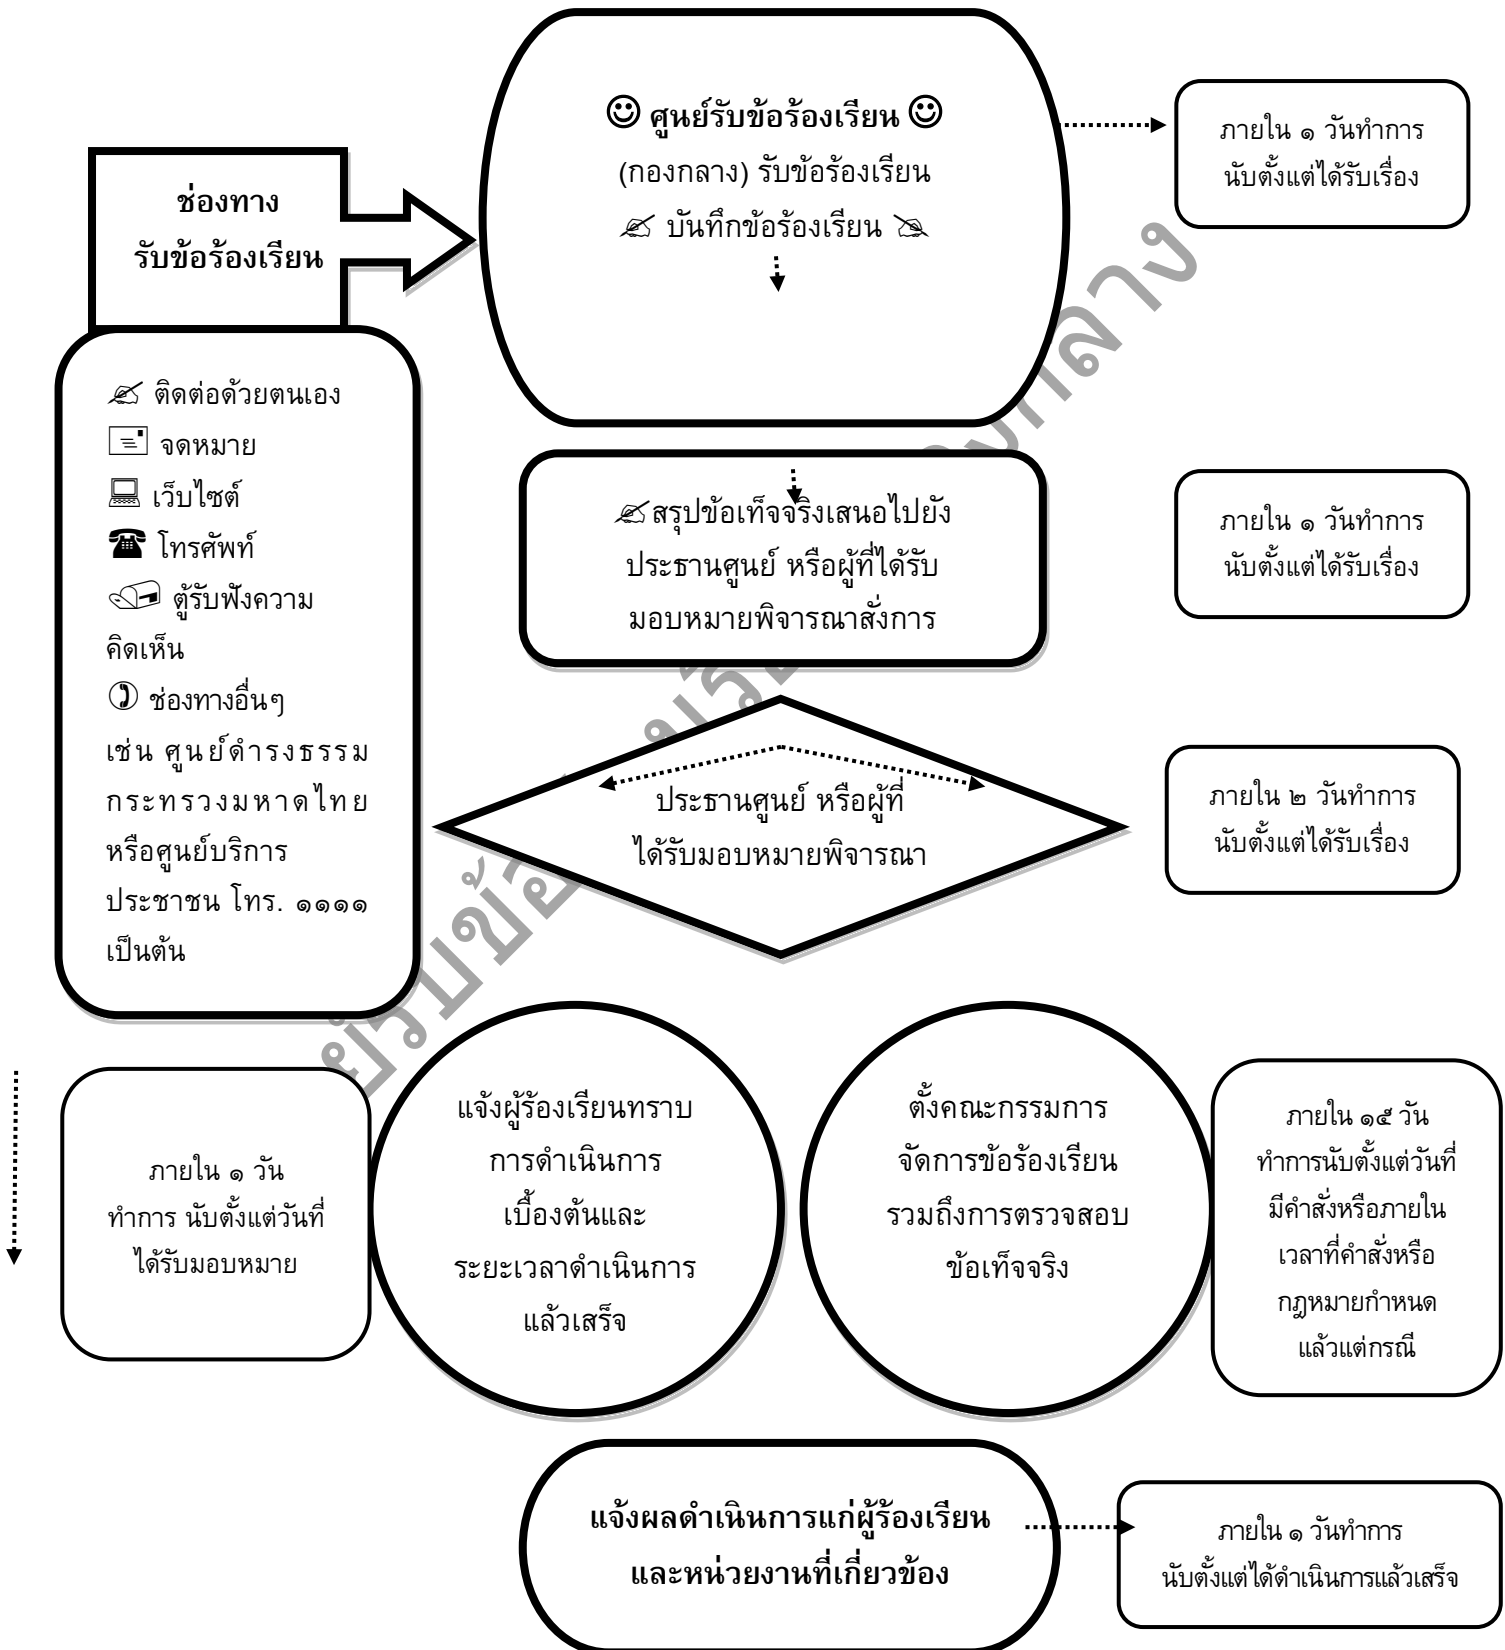 ☺ ศูนย์รับข้อร้องเรียน ☺
(กองกลาง) รับข้อร้องเรียน
✍ บันทึกข้อร้องเรียน ✍
ภายใน ๑ วันทำการ
นับตั้งแต่ได้รับเรื่อง
ช่องทาง
รับข้อร้องเรียน
ติดต่อด้วยตนเอง
จดหมาย
เว็บไซต์
โทรศัพท์
ตู้รับฟังความ
คิดเห็น
ช่องทางอื่นๆ
เช่น ศูนย์ดำรงธรรม
กระทรวงมหาดไทย
หรือศูนย์บริการ
ประชาชน โทร. ๑๑๑๑
เป็นต้น
สรุปข้อเท็จจริงเสนอไปยัง
ประธานศูนย์ หรือผู้ที่ได้รับ
มอบหมายพิจารณาสั่งการ
ภายใน ๑ วันทำการ
นับตั้งแต่ได้รับเรื่อง
ประธานศูนย์ หรือผู้ที่
ได้รับมอบหมายพิจารณา
ภายใน ๒ วันทำการ
นับตั้งแต่ได้รับเรื่อง
ภายใน ๑ วัน
ทำการ นับตั้งแต่วันที่
ได้รับมอบหมาย
แจ้งผู้ร้องเรียนทราบ
การดำเนินการ
เบื้องต้นและ
ระยะเวลาดำเนินการ
แล้วเสร็จ
ตั้งคณะกรรมการ
จัดการข้อร้องเรียน
รวมถึงการตรวจสอบ
ข้อเท็จจริง
ภายใน ๑๕ วัน
ทำการนับตั้งแต่วันที่
มีคำสั่งหรือภายใน
เวลาที่คำสั่งหรือ
กฎหมายกำหนด
แล้วแต่กรณี
แจ้งผลดำเนินการแก่ผู้ร้องเรียน
และหน่วยงานที่เกี่ยวข้อง
ภายใน ๑ วันทำการ
นับตั้งแต่ได้ดำเนินการแล้วเสร็จ